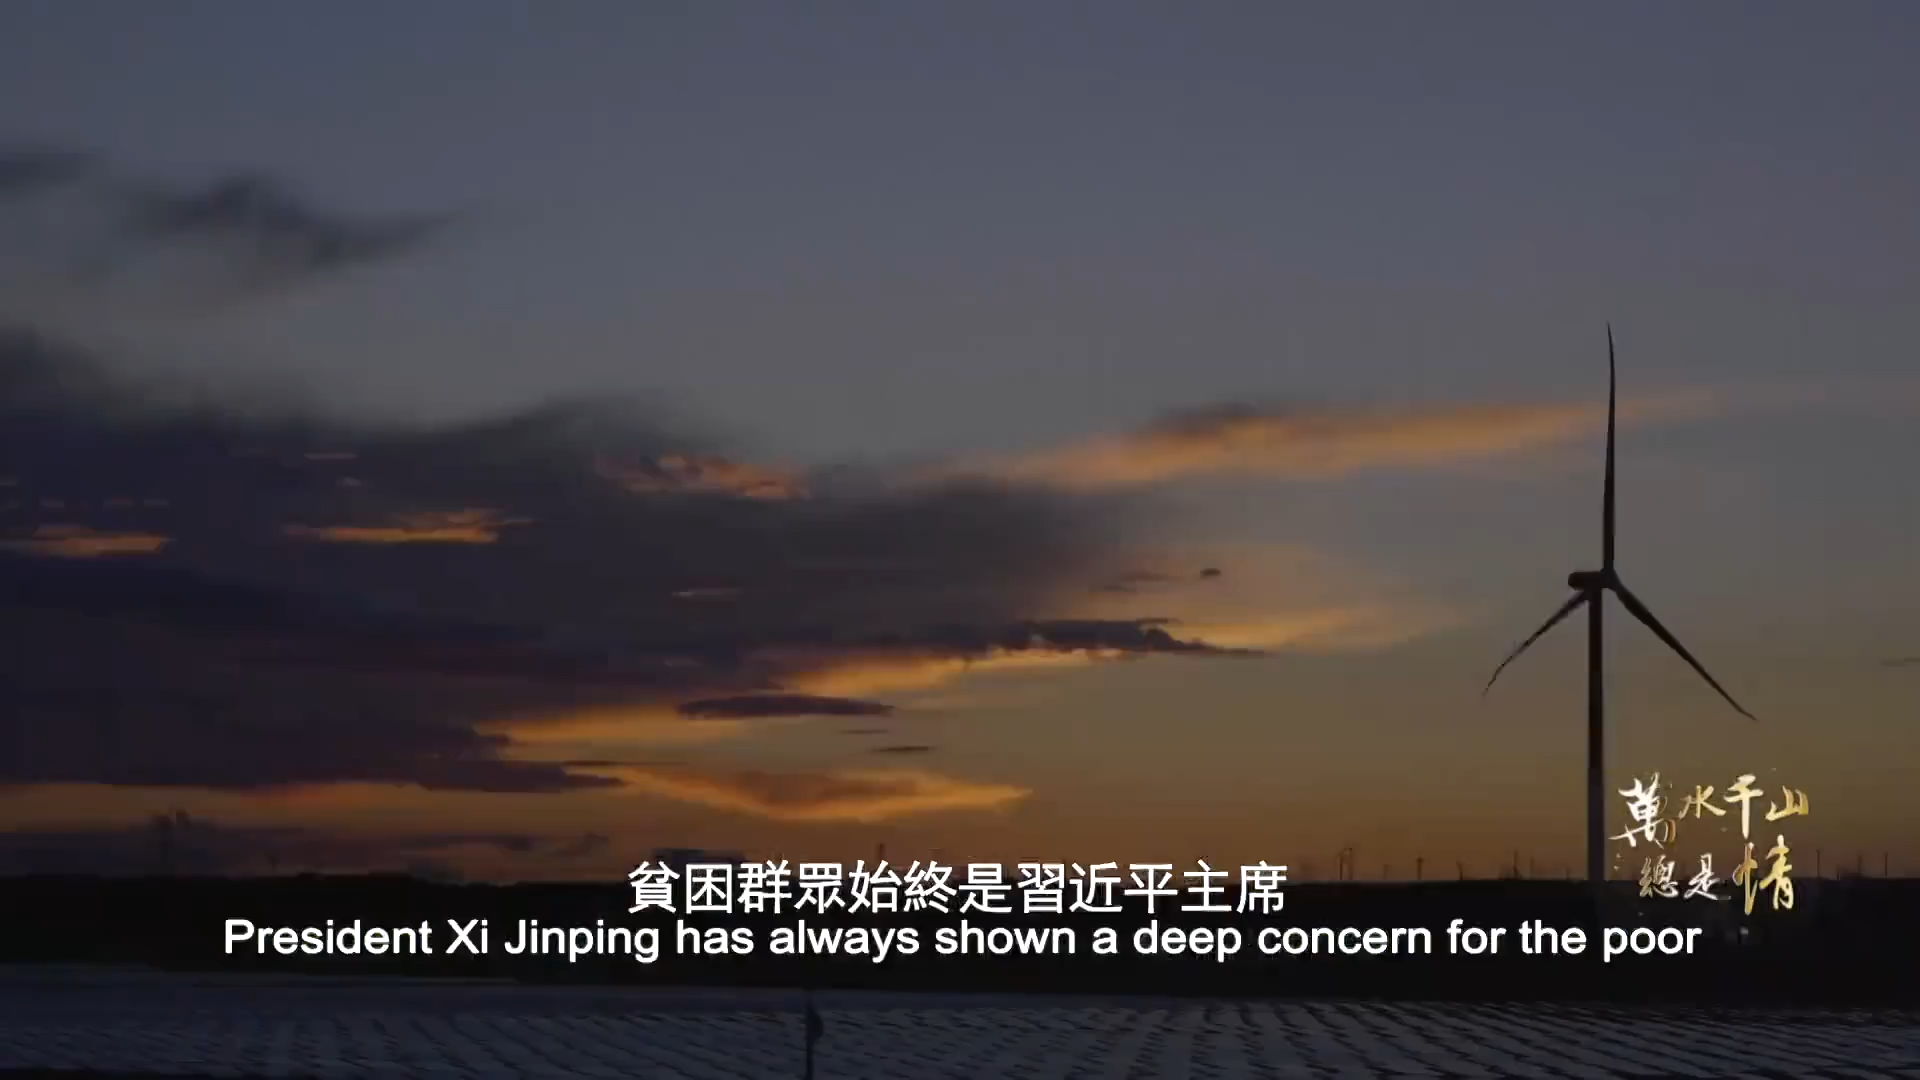 萬水千山
總是情
貧困群眾始終是習近平主席
President Xi Jinping has always shown a deep concern for the poor